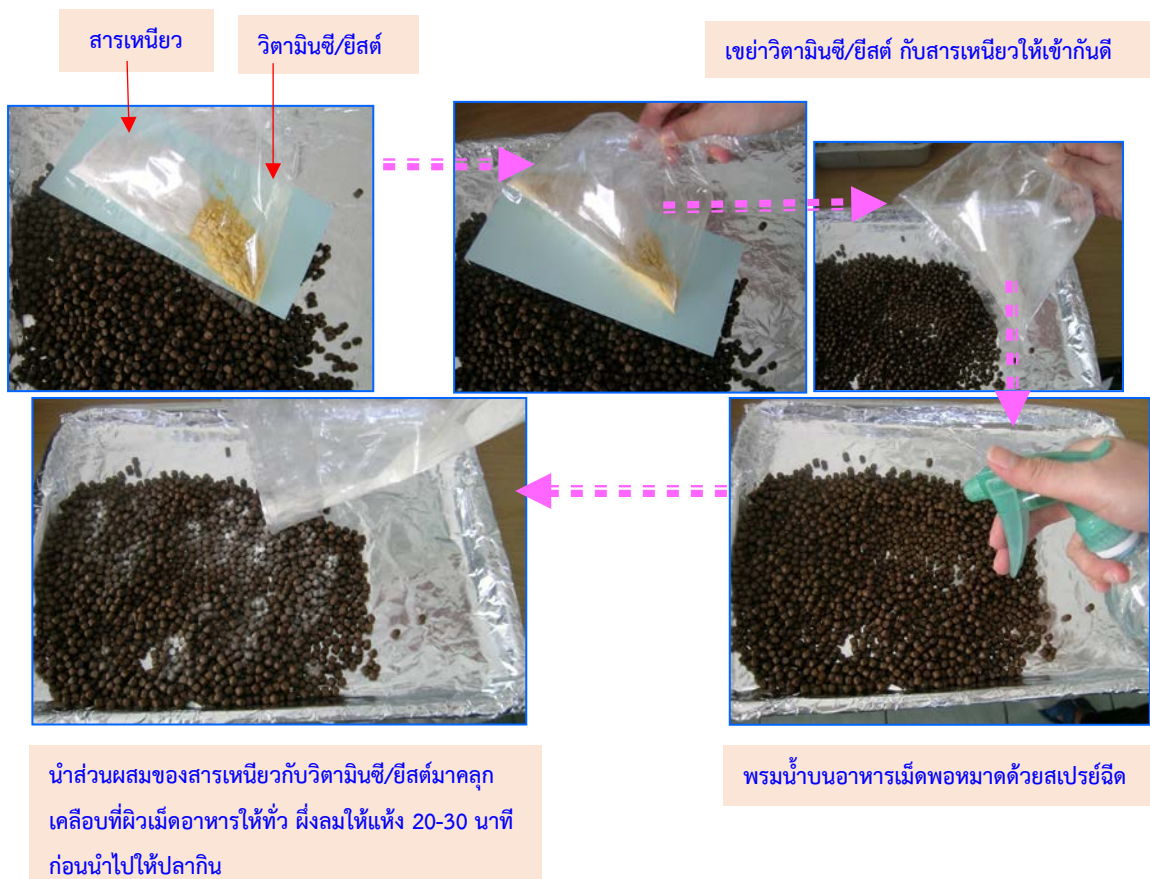 สารเหนียว
วิตามินซี/ยีสต์
เขย่าวิตามินซี/ยีสต์ กับสารเหนียวให้เข้ากันดี
พรมน้ำบนอาหารเม็ดพอหมาดด้วยสเปรย์ฉีด
นำส่วนผสมของสารเหนียวกับวิตามินซี/ยีสต์มาคลุก
เคลือบที่ผิวเม็ดอาหารให้ทั่ว ผึ่งลมให้แห้ง 20-30 นาที
ก่อนนำไปให้ปลากิน